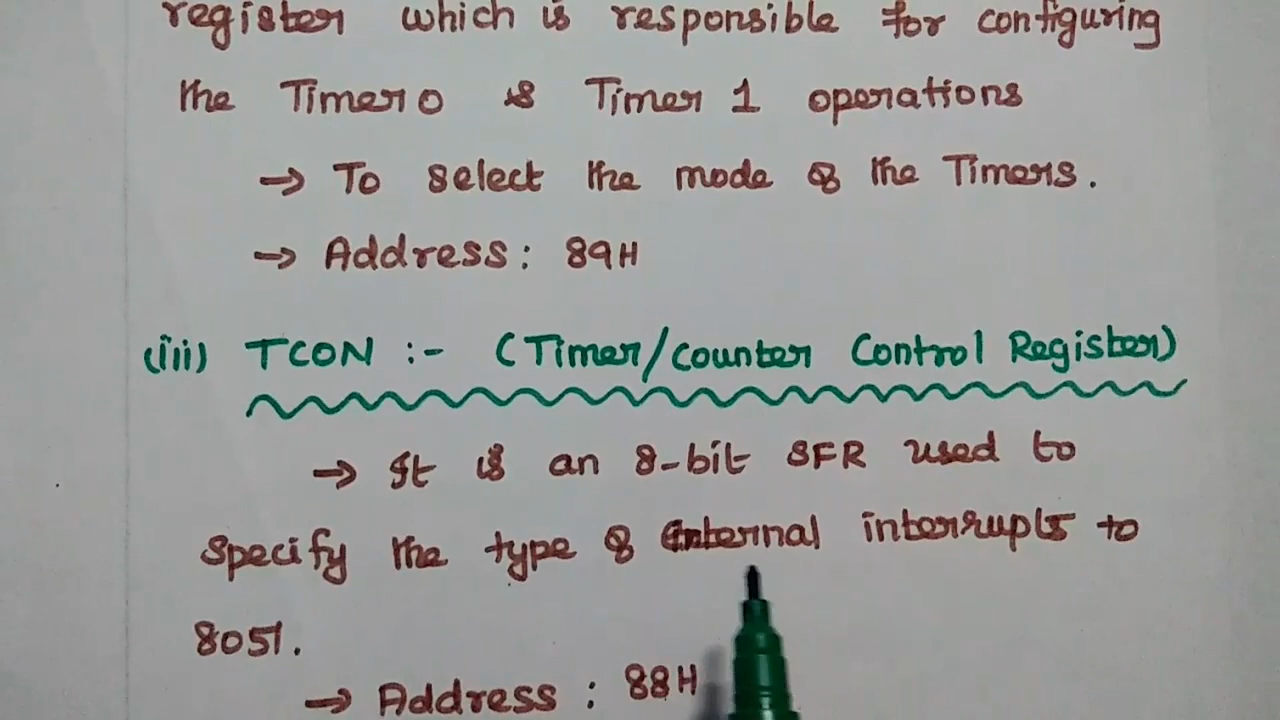 register which is responsible for configuring
the Timer 0 & Timer 1 operations
→ To select the mode of the Timers.
→ Address: 89H
(iii) TCON :- (Timer/counter Control Register)
→ It is an 8-bit SFR used to
specify the type of internal interrupts to
8051.
→ Address : 88H